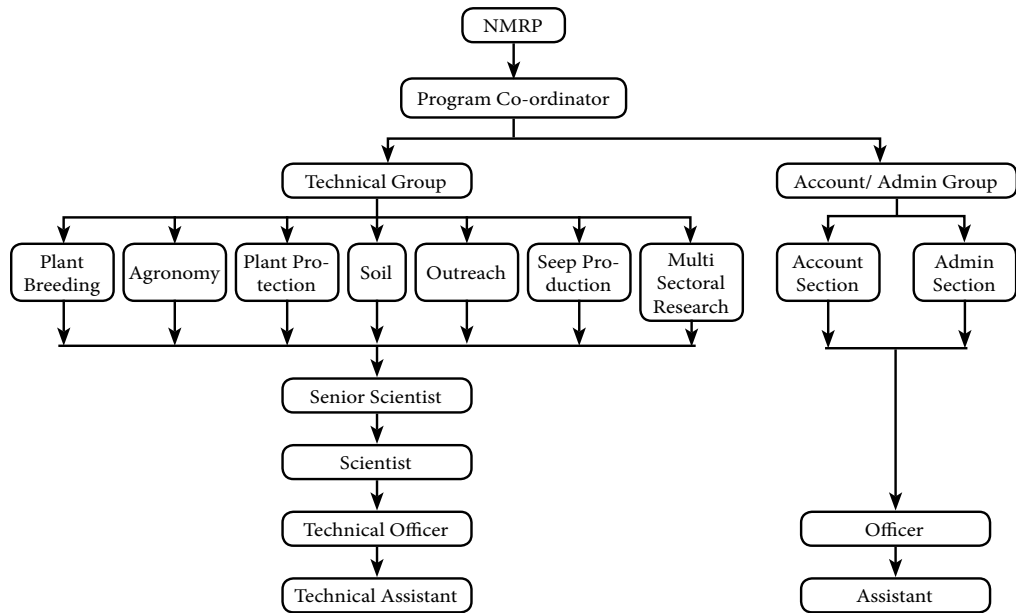 NMRP
Program Co-ordinator
Technical Group
Account/ Admin Group
Plant
Breeding
Agronomy
Plant Pro-
tection
Soil
Outreach
Seep Pro-
duction
Multi
Sectoral
Research
Account
Section
Admin
Section
Senior Scientist
Scientist
Technical Officer
Officer
Technical Assistant
Assistant